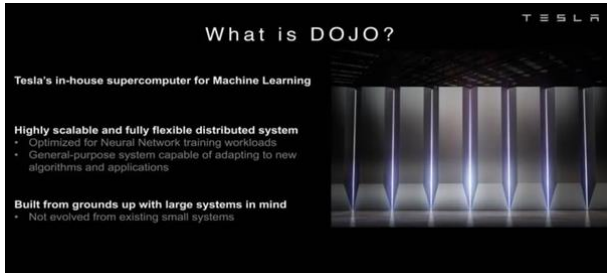 TESLA
What is DOJO?
Tesla's in-house supercomputer for Machine Learning
Highly scalable and fully flexible distributed system
• Optimized for Neural Network training workloads
• General-purpose system capable of adapting to new
algorithms and applications
Built from grounds up with large systems in mind
• Not evolved from existing small systems